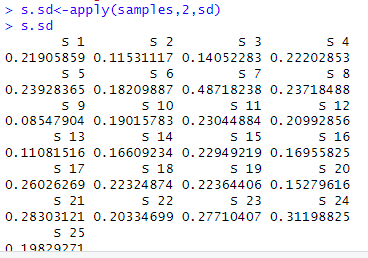 > s.sd<-apply(samples,2,sd)
> s.sd
S 1 S 2 S 3 S 4
0.21905859 0.11531117 0.14052283 0.22202853
S 5 S 6 S 7 S 8
0.23928365 0.18209887 0.48718238 0.23718488
S 9 S 10 S 11 S 12
0.08547904 0.19015783 0.23044884 0.20992856
S 13 S 14 S 15 S 16
0.11081516 0.16609234 0.22949219 0.16955825
S 17 S 18 S 19 S 20
0.26026269 0.22324874 0.22364406 0.15279616
S 21 S 22 S 23 S 24
0.28303121 0.20334699 0.27710407 0.31198825
S 25
0.19829271